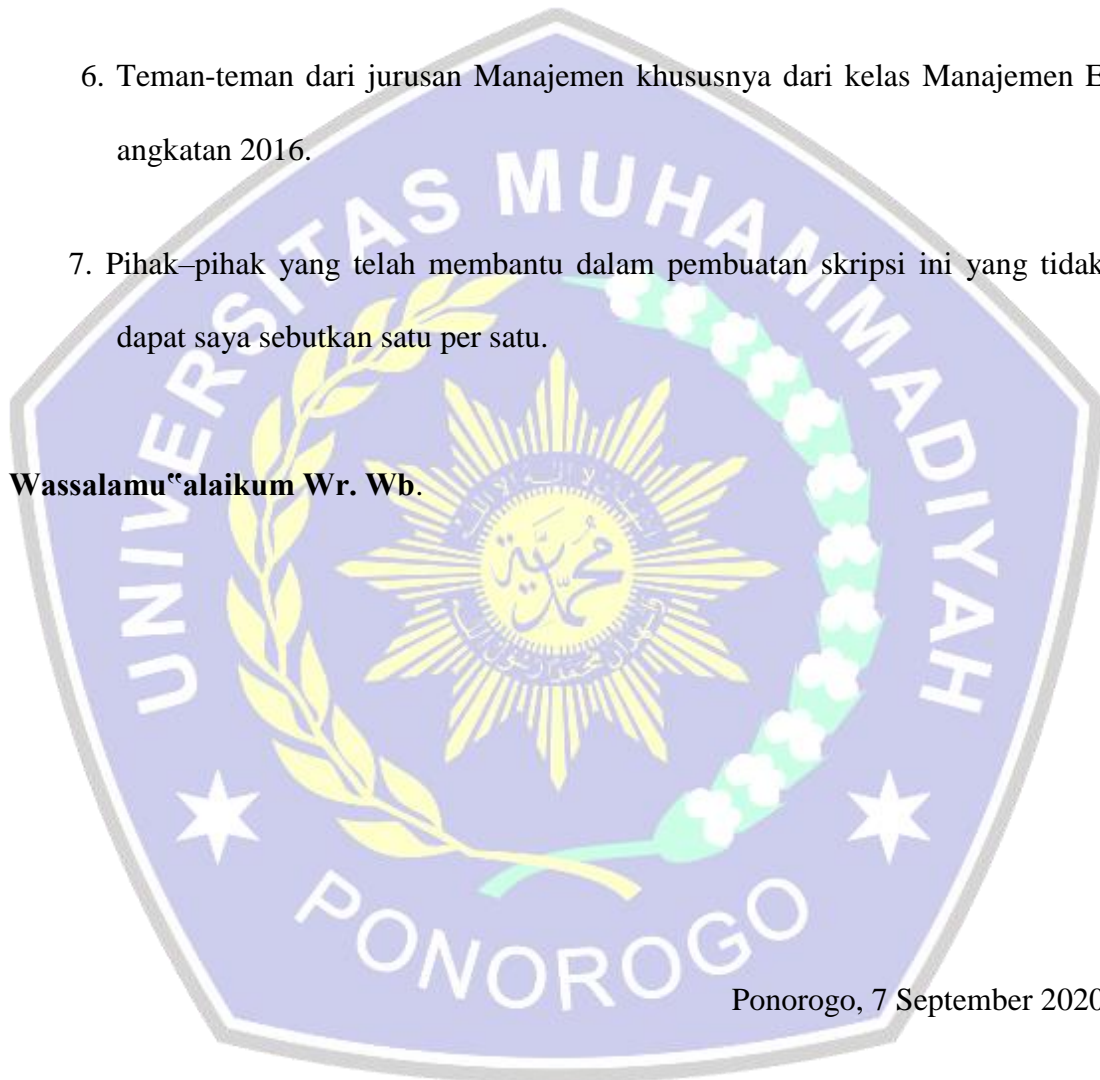 6. Teman-teman dari jurusan Manajemen khususnya dari kelas Manajemen E
angkatan 2016.
7. Pihak–pihak yang telah membantu dalam pembuatan skripsi ini yang tidak
dapat saya sebutkan satu per satu.
Wassalamu‟alaikum Wr. Wb.
UNIVERSITAS MUHAMMADIYAH
محمدية
PONOROGO
Ponorogo, 7 September 2020